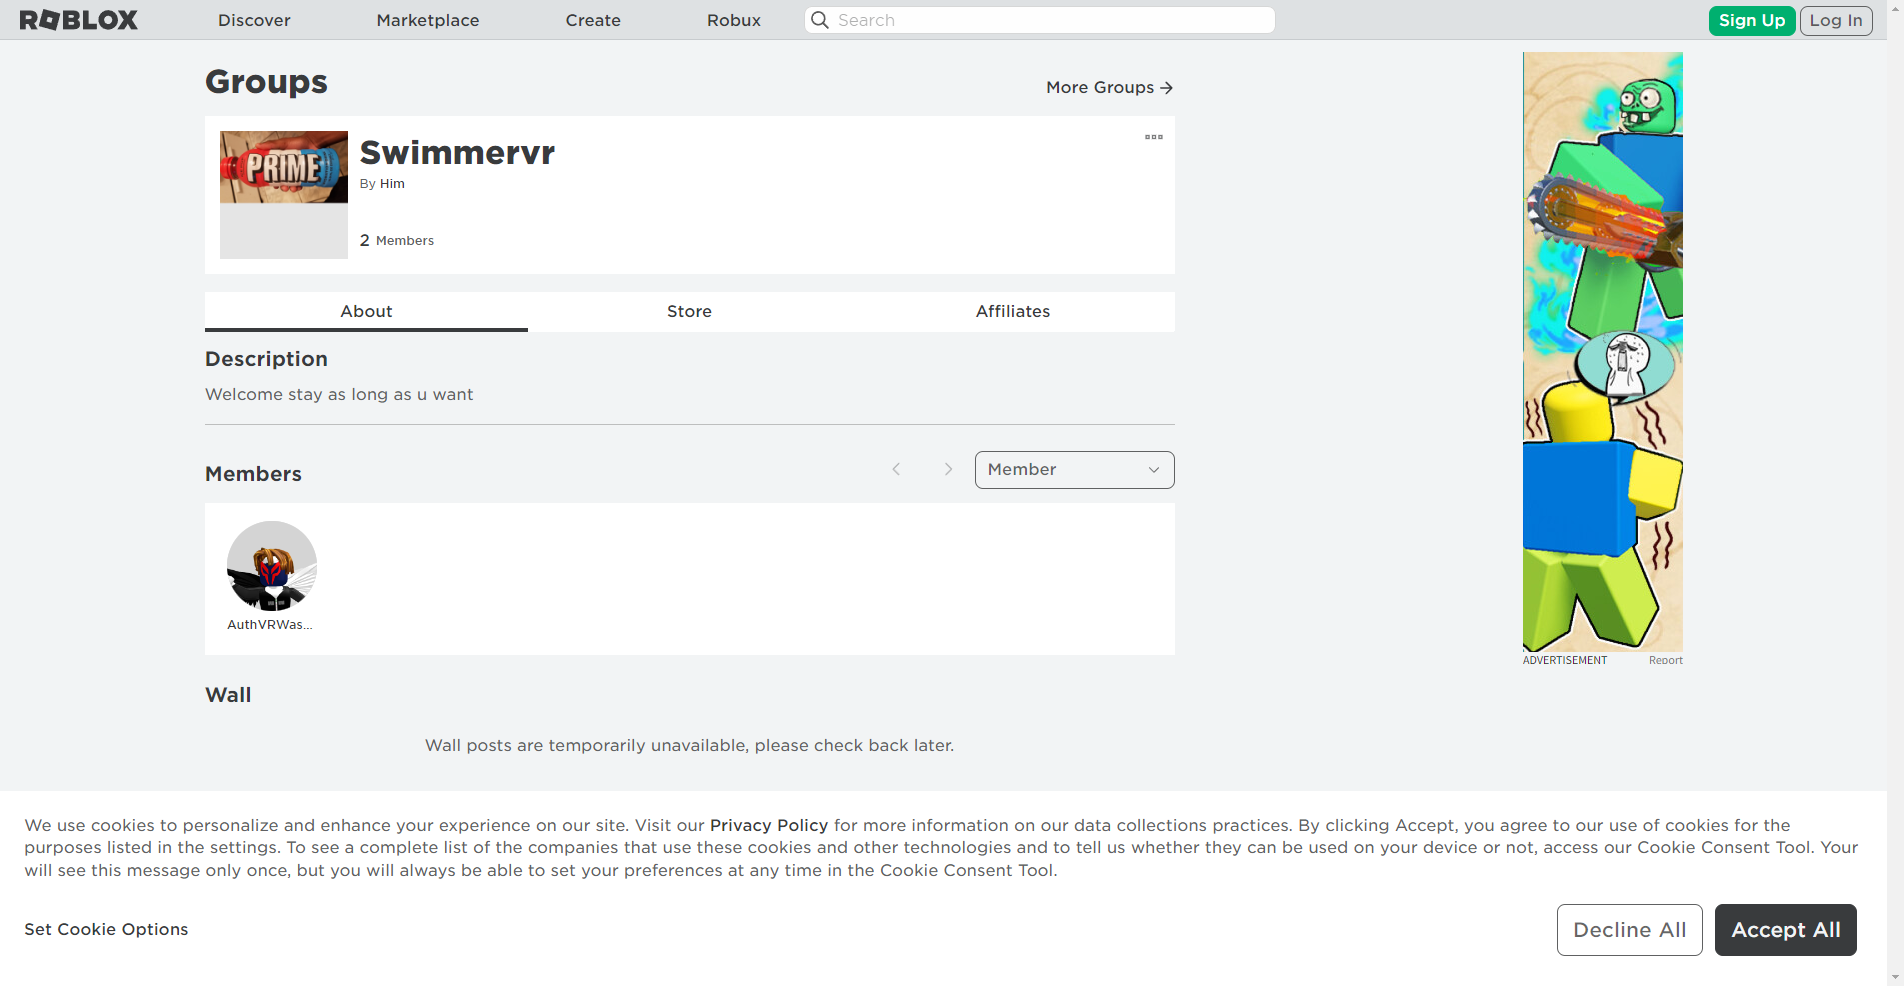 ROBLOX
Discover
Marketplace
Create
Robux
Search
Sign Up
Log In
Groups
More Groups
PRIME
Swimmervr
By Him
2 Members
About
Store
Affiliates
Description
Welcome stay as long as u want
Members
Member
AuthVRWas...
Wall
Wall posts are temporarily unavailable, please check back later.
ADVERTISEMENT
Report
We use cookies to personalize and enhance your experience on our site. Visit our Privacy Policy for more information on our data collections practices. By clicking Accept, you agree to our use of cookies for the
purposes listed in the settings. To see a complete list of the companies that use these cookies and other technologies and to tell us whether they can be used on your device or not, access our Cookie Consent Tool. Your
will see this message only once, but you will always be able to set your preferences at any time in the Cookie Consent Tool.
Set Cookie Options
Decline All
Accept All